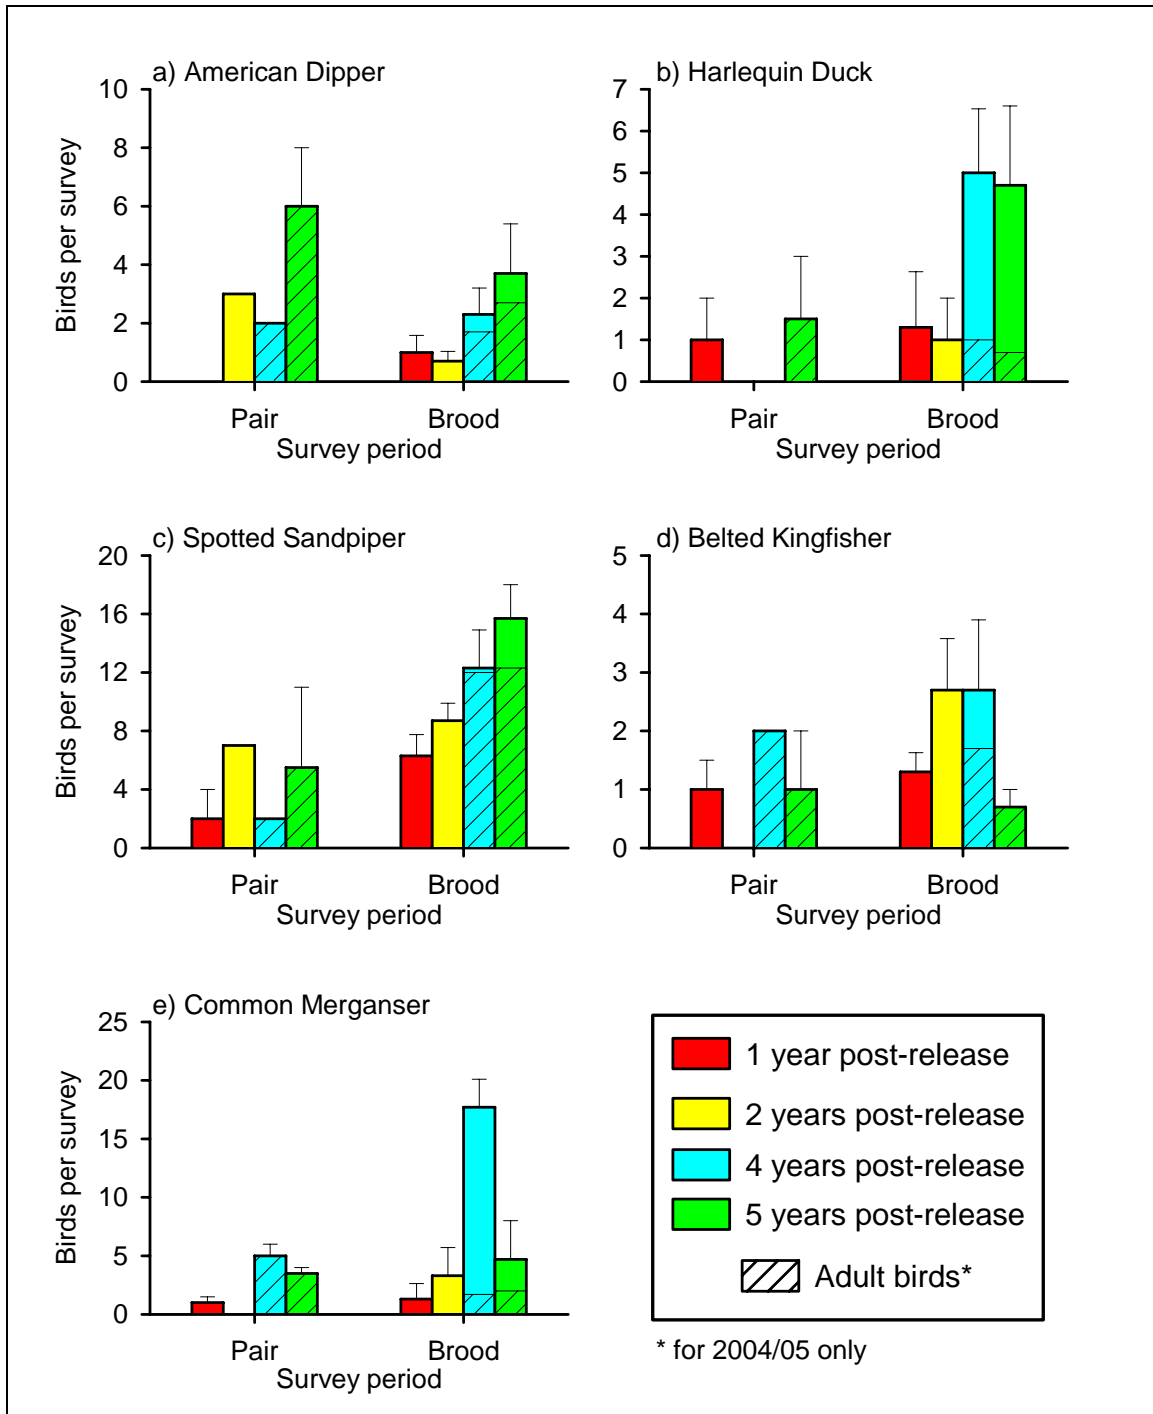 a) American Dipper
10
8
6
4
2
0
Birds per survey
Pair Brood
Survey period
b) Harlequin Duck
7
6
5
4
3
2
1
0
Pair Brood
Survey period
c) Spotted Sandpiper
20
16
12
8
4
0
Birds per survey
Pair Brood
Survey period
d) Belted Kingfisher
5
4
3
2
1
0
Pair Brood
Survey period
e) Common Merganser
25
20
15
10
5
0
Birds per survey
Pair Brood
Survey period
1 year post-release
2 years post-release
4 years post-release
5 years post-release
Adult birds*
* for 2004/05 only